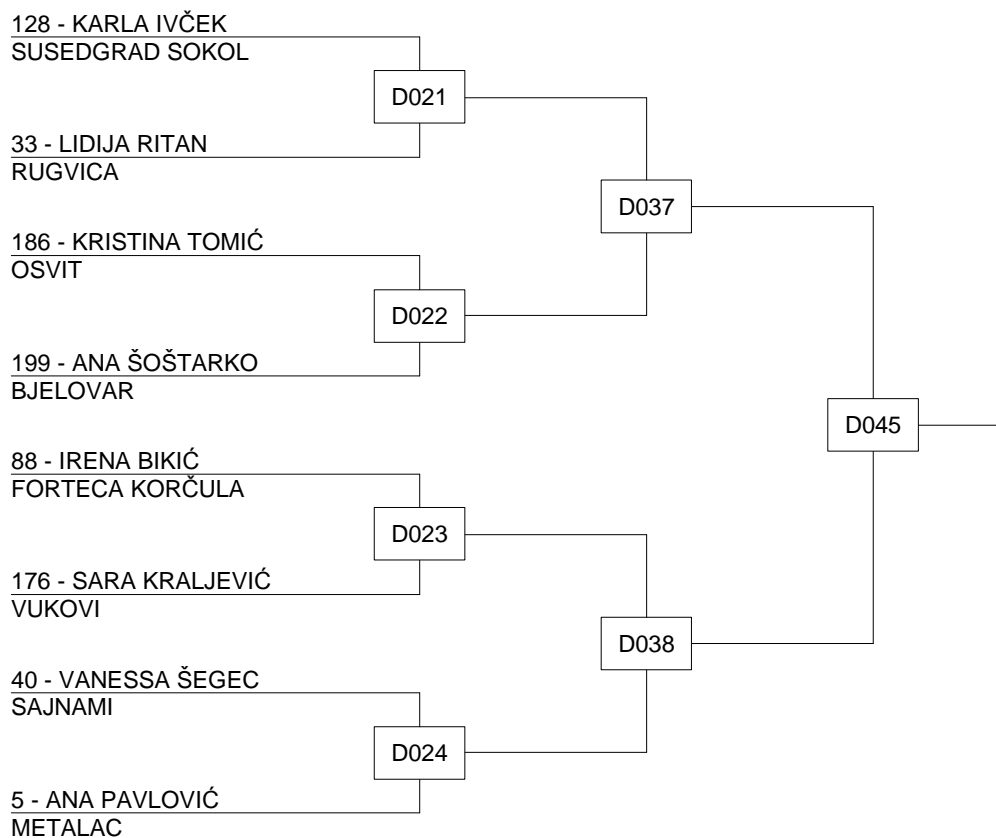 128 - KARLA IVČEK
SUSEDGRAD SOKOL
D021
33 - LIDIJA RITAN
RUGVICA
D037
186 - KRISTINA TOMIĆ
OSVIT
D022
199 - ANA ŠOŠTARKO
BJELOVAR
D045
88 - IRENA BIKIĆ
FORTECA KORČULA
D023
176 - SARA KRALJEVIĆ
VUKOVI
D038
40 - VANESSA ŠEGEC
SAJNAMI
D024
5 - ANA PAVLOVIĆ
METALAC